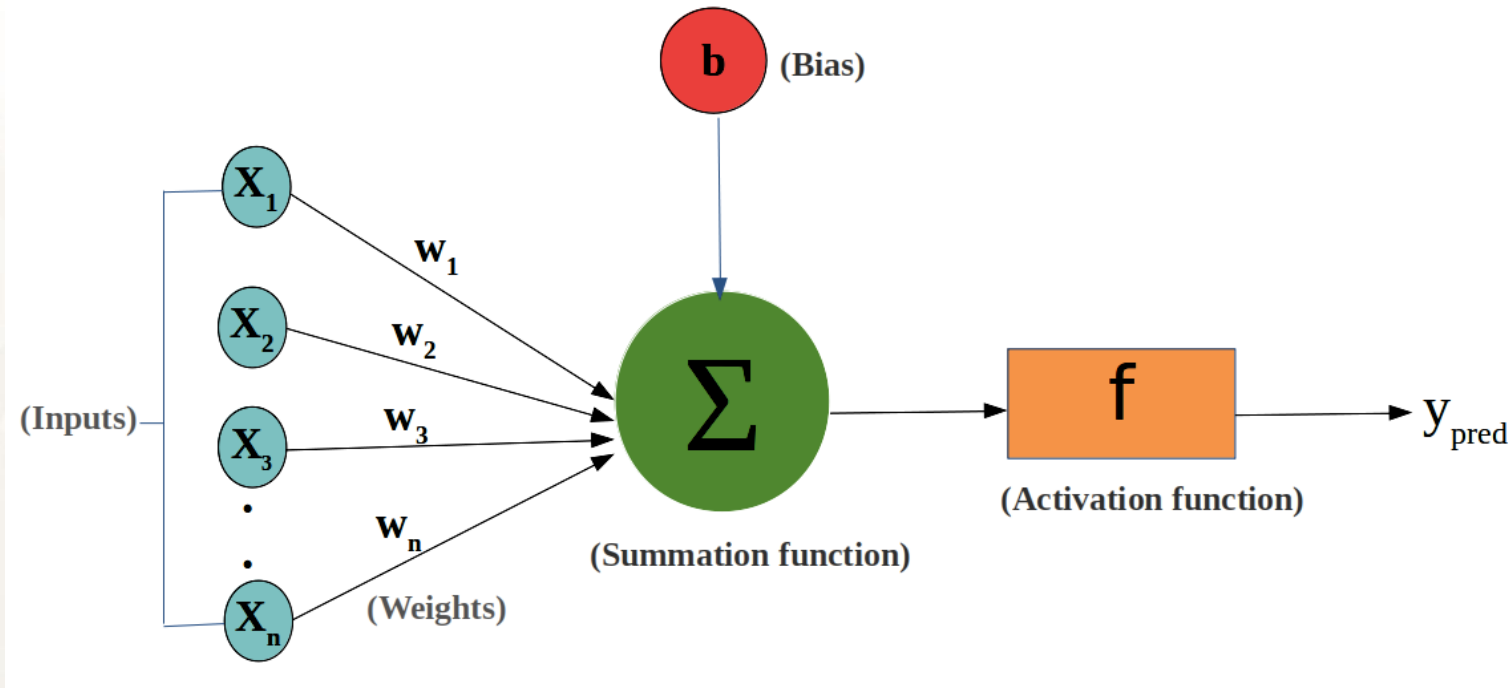 b (Bias)
X1
w1
X2
w2
(Inputs)
X3
w3
.
.
Xn
wn
(Weights)
Σ
(Summation function)
f
(Activation function)
ypred